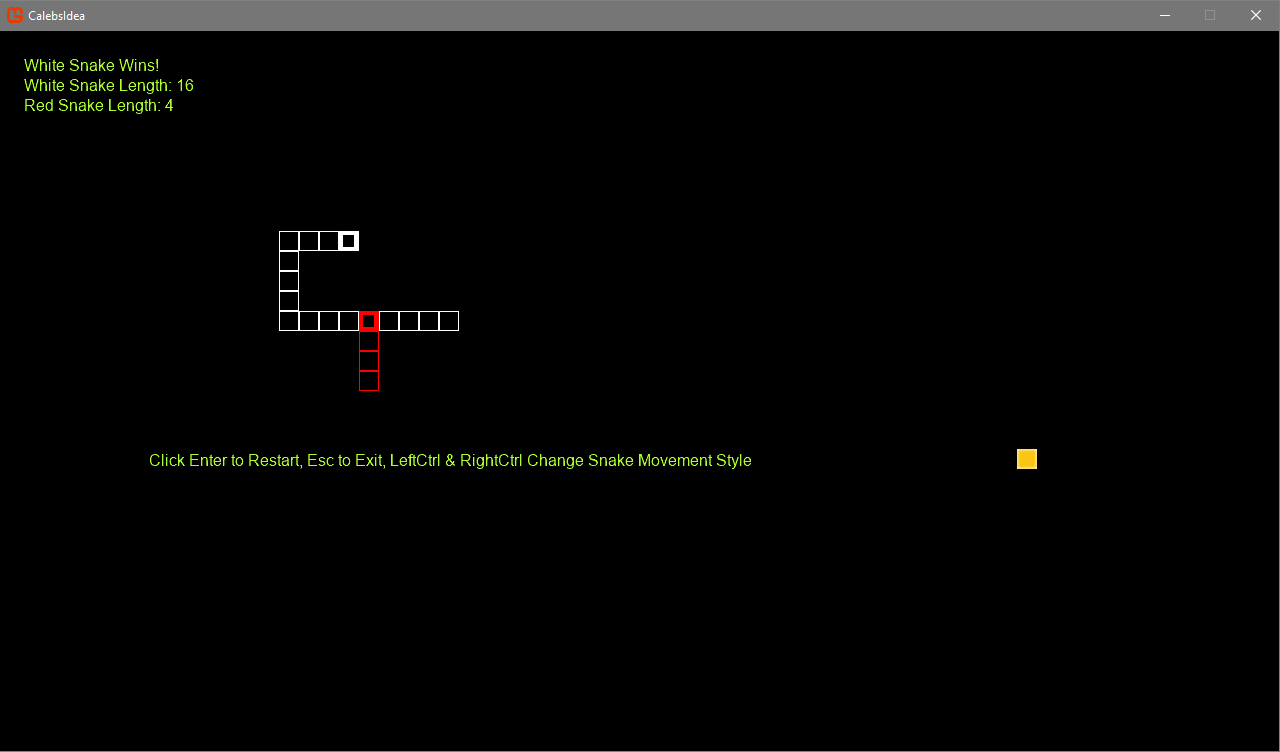 CalebsIdea
White Snake Wins!
White Snake Length: 16
Red Snake Length: 4
Click Enter to Restart, Esc to Exit, LeftCtrl & RightCtrl Change Snake Movement Style